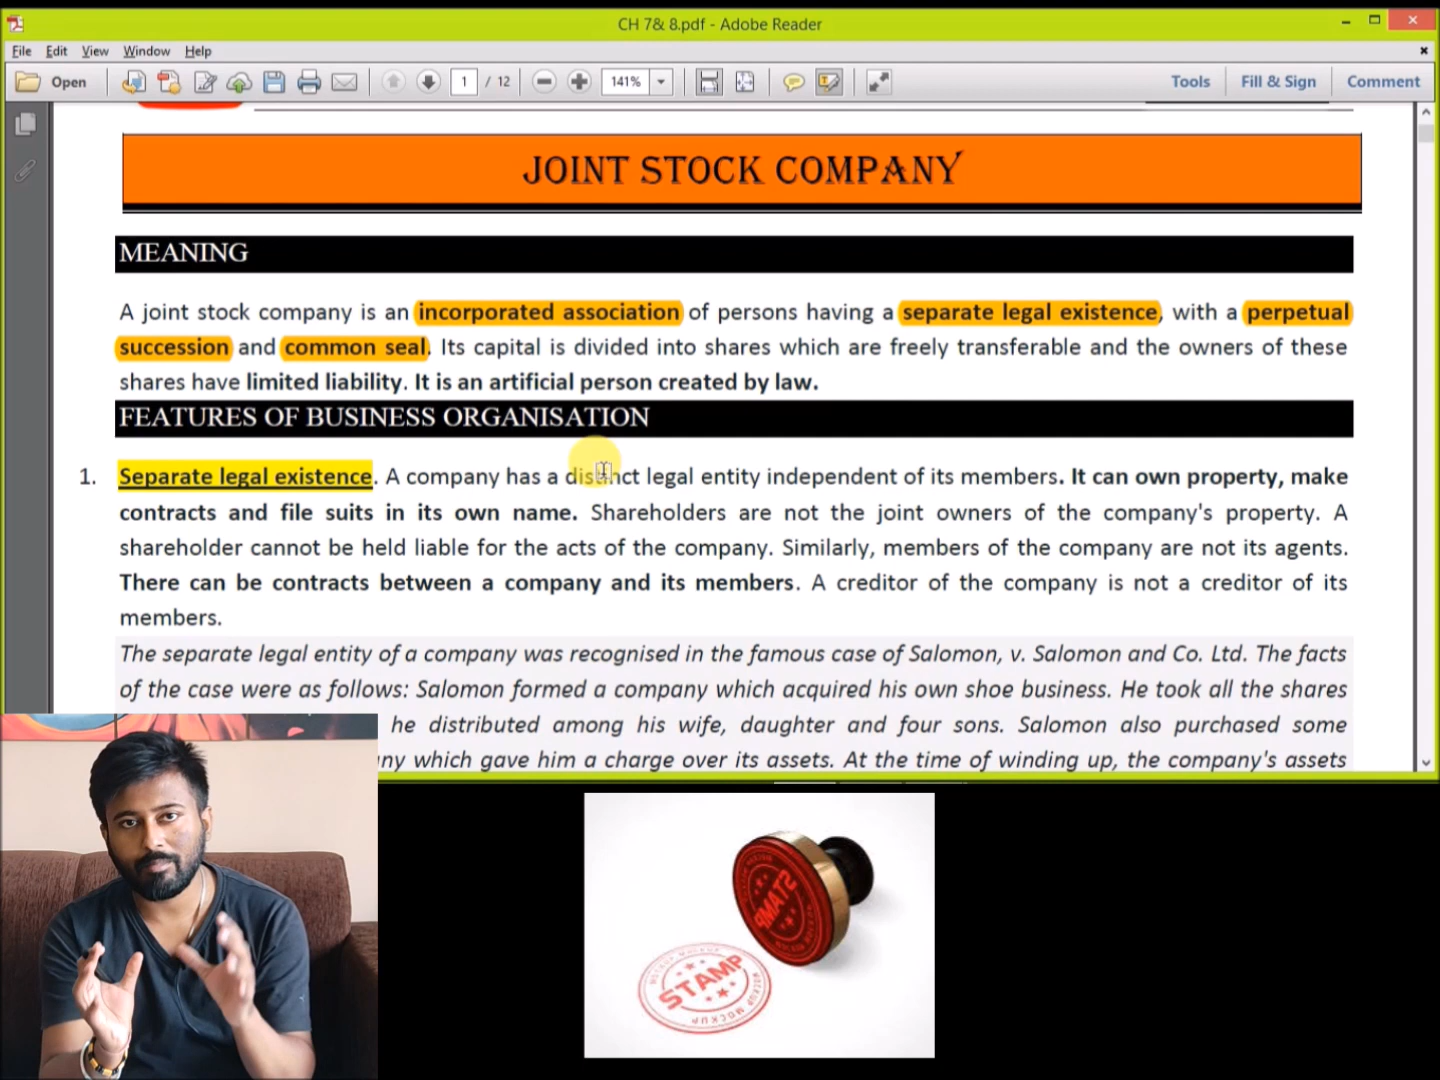 CH 7& 8.pdf - Adobe Reader
File Edit View Window Help
Open 1 / 12 141% Tools Fill & Sign Comment
JOINT STOCK COMPANY
MEANING
A joint stock company is an incorporated association of persons having a separate legal existence, with a perpetual
succession and common seal. Its capital is divided into shares which are freely transferable and the owners of these
shares have limited liability. It is an artificial person created by law.
FEATURES OF BUSINESS ORGANISATION
1. Separate legal existence. A company has a distinct legal entity independent of its members. It can own property, make
contracts and file suits in its own name. Shareholders are not the joint owners of the company's property. A
shareholder cannot be held liable for the acts of the company. Similarly, members of the company are not its agents.
There can be contracts between a company and its members. A creditor of the company is not a creditor of its
members.
The separate legal entity of a company was recognised in the famous case of Salomon, v. Salomon and Co. Ltd. The facts
of the case were as follows: Salomon formed a company which acquired his own shoe business. He took all the shares
he distributed among his wife, daughter and four sons. Salomon also purchased some
which gave him a charge over its assets. At the time of winding up, the company's assets
STAMP
STAMP
MOCKUP